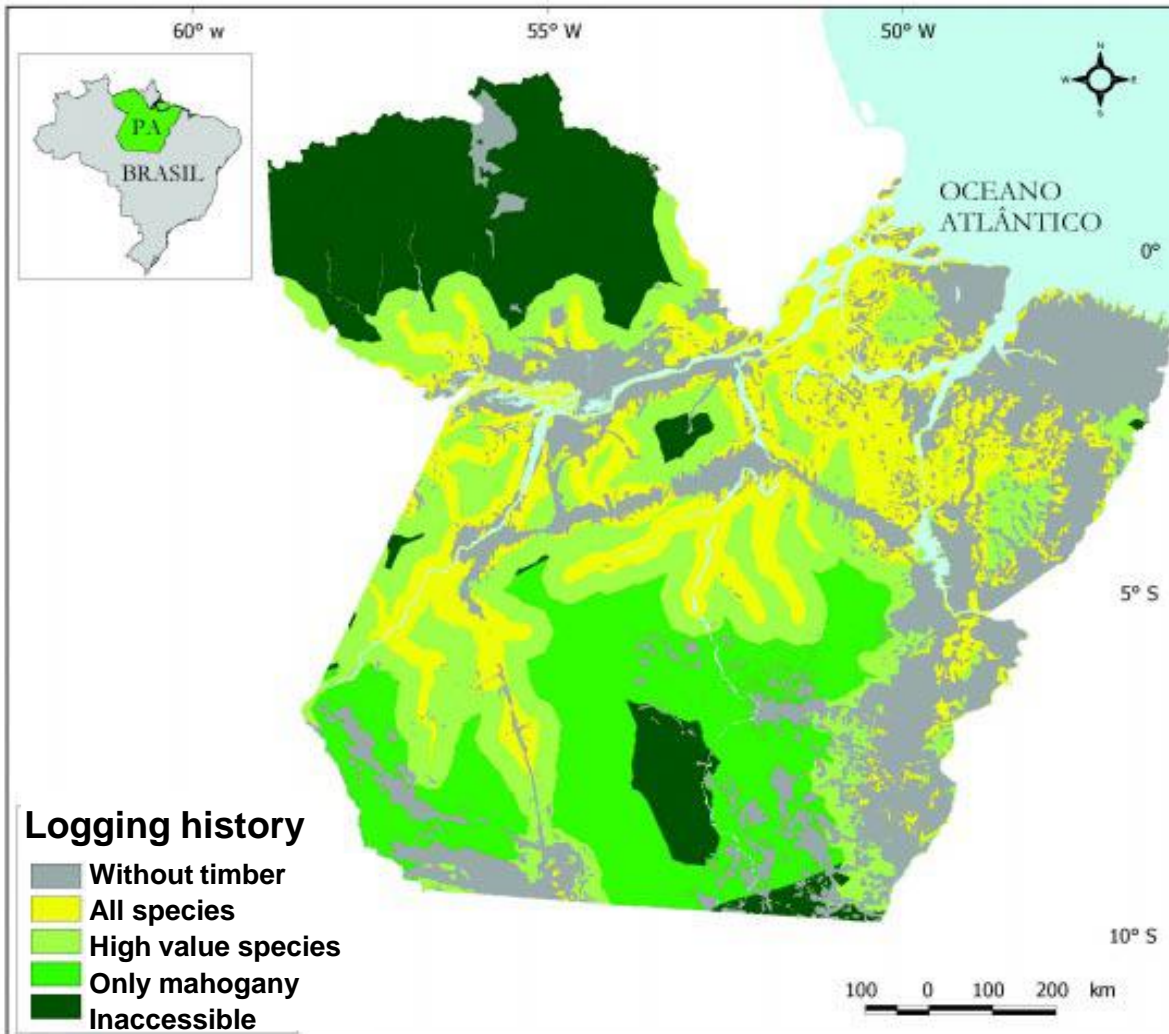 60° w 55° W 50° W
N
W E
S
PA
BRASIL
OCEANO
ATLÂNTICO
0°
5° S
10° S
Logging history
Without timber
All species
High value species
Only mahogany
Inaccessible
100 0 100 200 km